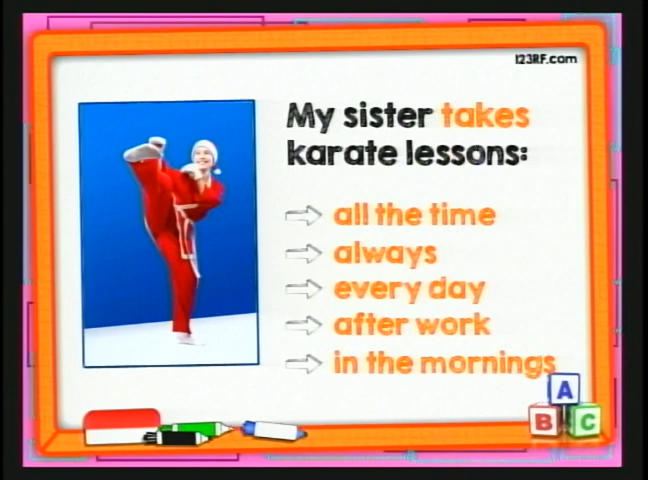 123RF.com
My sister takes
karate lessons:
all the time
always
every day
after work
in the mornings
A
B C